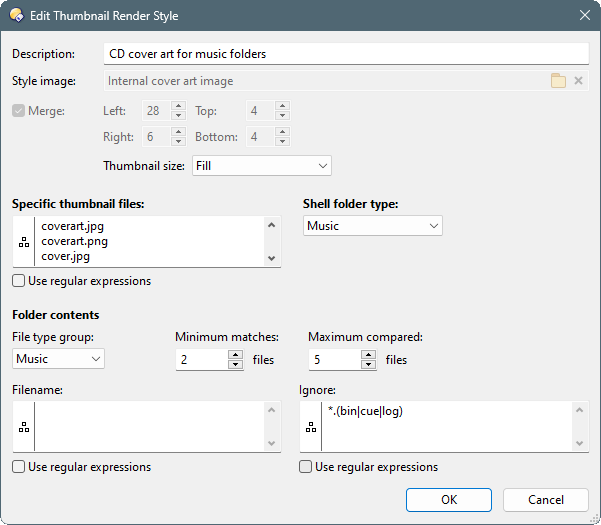 Edit Thumbnail Render Style
Description: CD cover art for music folders
Style image: Internal cover art image
Merge: Left: 28 Top: 4
Right: 6 Bottom: 4
Thumbnail size: Fill
Specific thumbnail files: Shell folder type:
coverart.jpg Music
coverart.png
cover.jpg
Use regular expressions
Folder contents
File type group: Minimum matches: Maximum compared:
Music 2 files 5 files
Filename: Ignore:
*.(bin|cue|log)
Use regular expressions Use regular expressions
OK Cancel